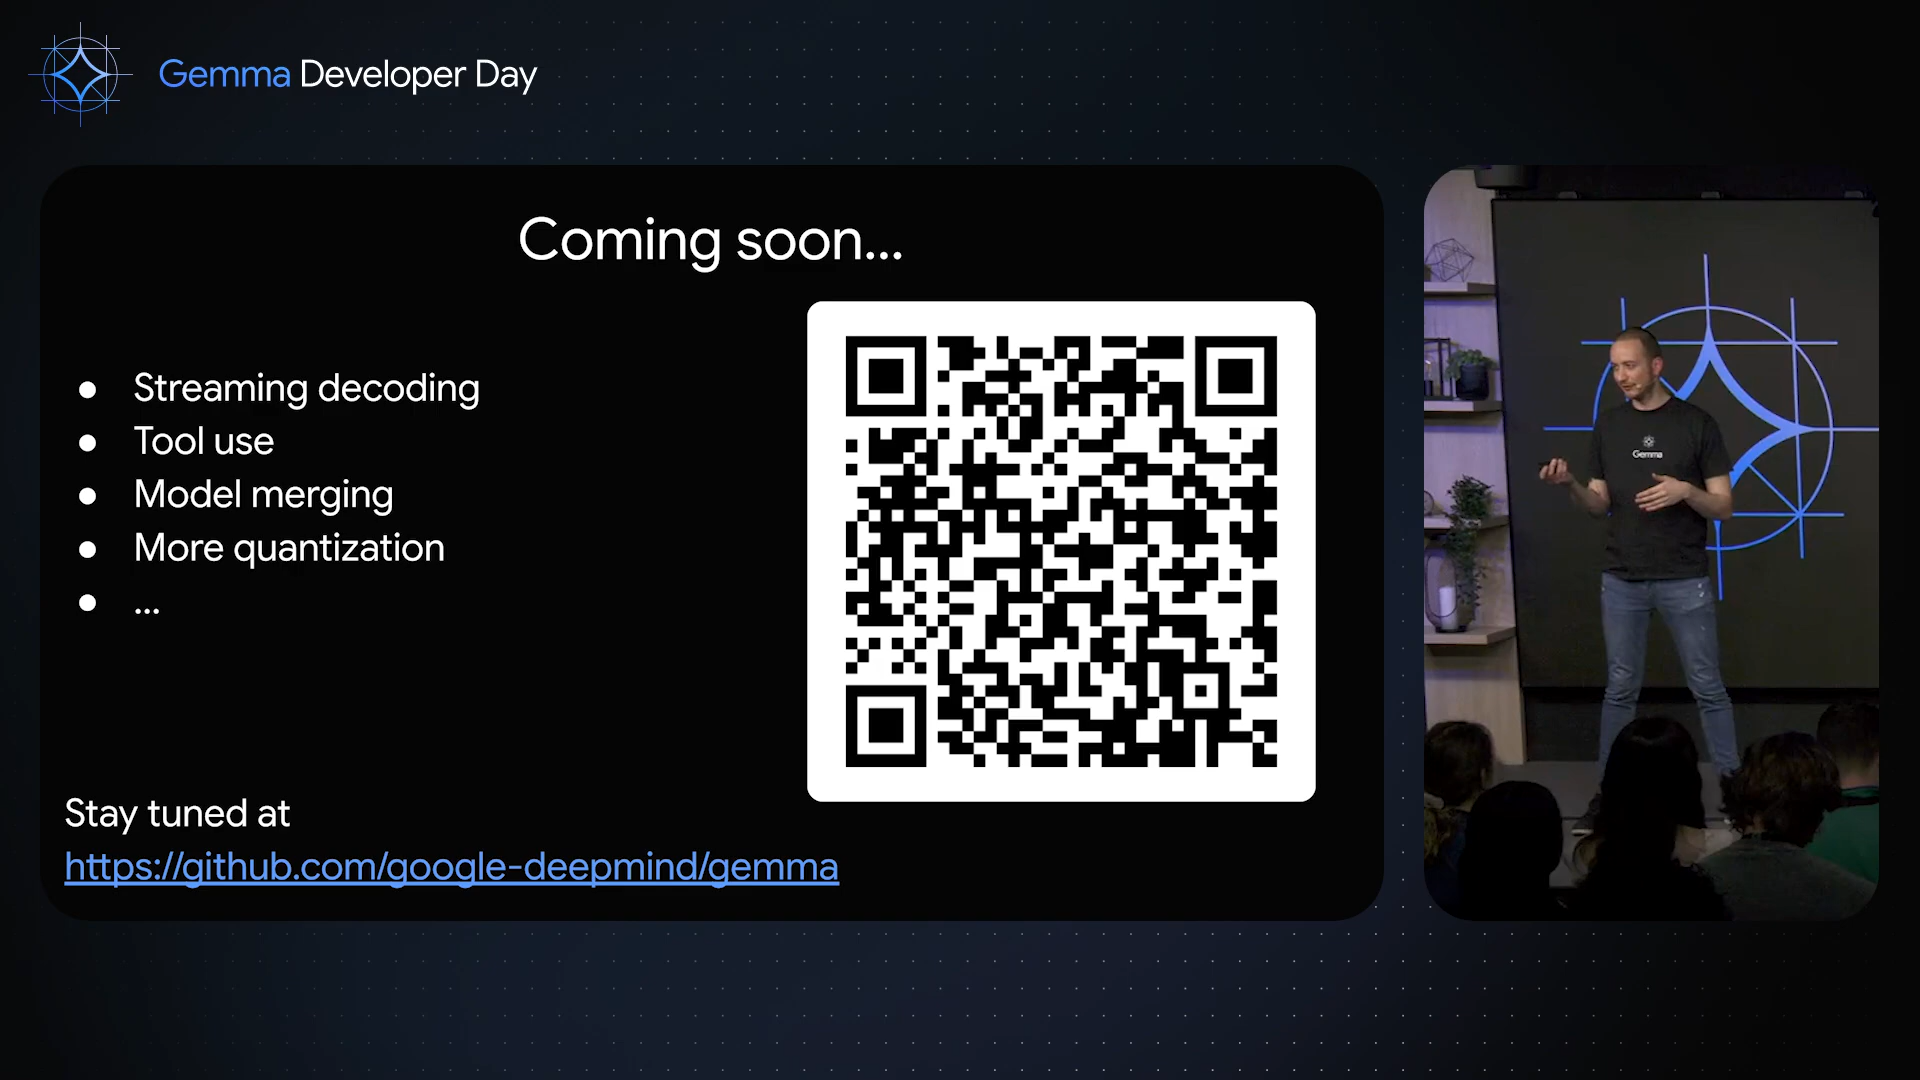 Gemma Developer Day
Coming soon...
● Streaming decoding
● Tool use
● Model merging
● More quantization
● ...
Stay tuned at
https://github.com/google-deepmind/gemma
Gemma